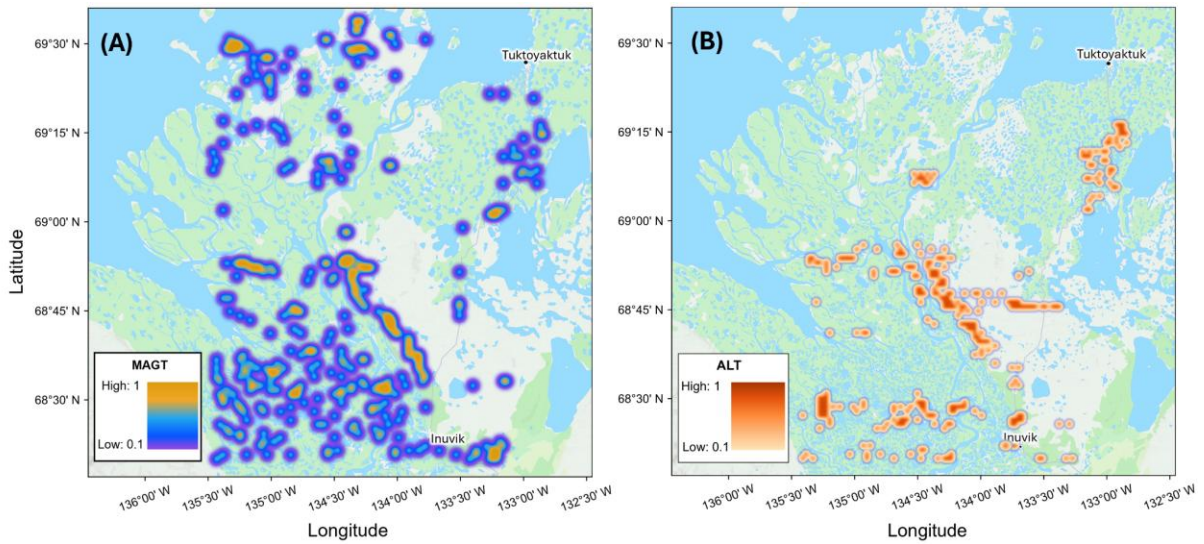 (A)
69°30' N
69°15' N
69°00' N
68°45' N
68°30' N
Latitude
Tuktoyaktuk
Inuvik
MAGT
High: 1
Low: 0.1
136°00' W
135°30' W
135°00' W
134°30' W
134°00' W
133°30' W
133°00' W
132°30' W
Longitude
(B)
69°30' N
69°15' N
69°00' N
68°45' N
68°30' N
Tuktoyaktuk
Inuvik
ALT
High: 1
Low: 0.1
136°00' W
135°30' W
135°00' W
134°30' W
134°00' W
133°30' W
133°00' W
132°30' W
Longitude